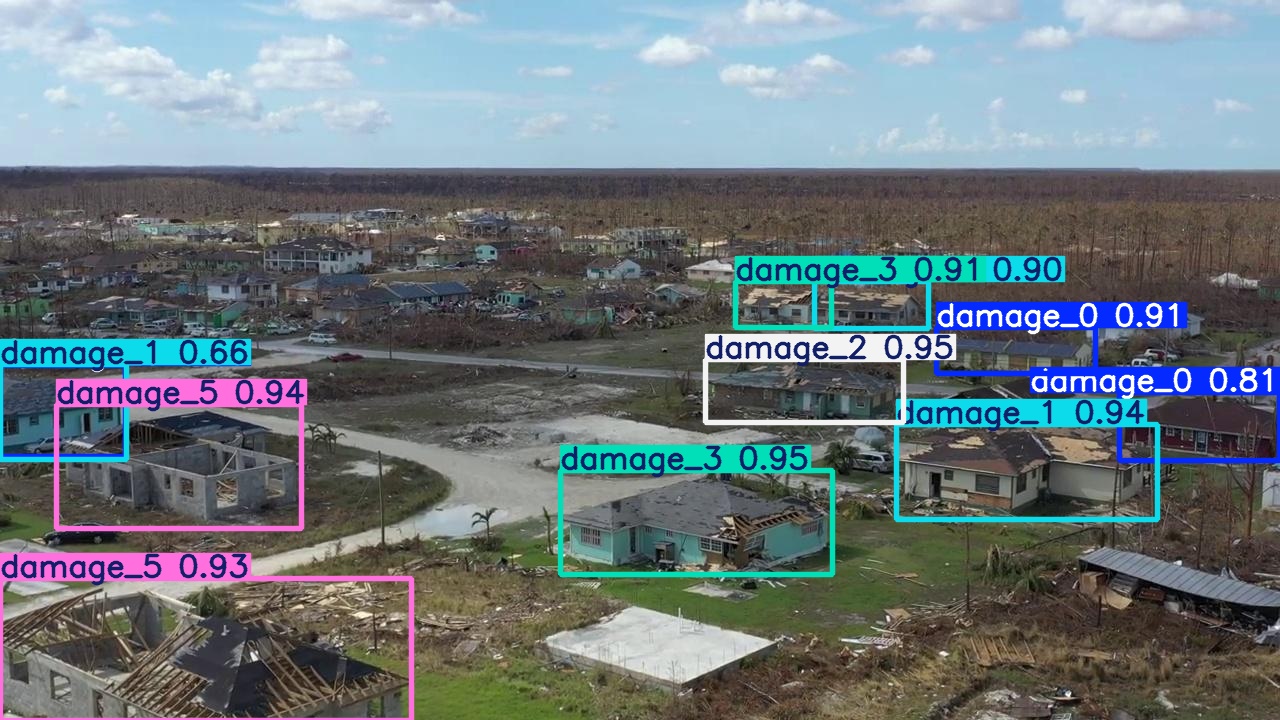 damage_3 0.91 0.90
damage_0 0.91
damage_1 0.66
damage_2 0.95
damage_5 0.94
damage_0 0.81
damage_1 0.94
damage_3 0.95
damage_5 0.93